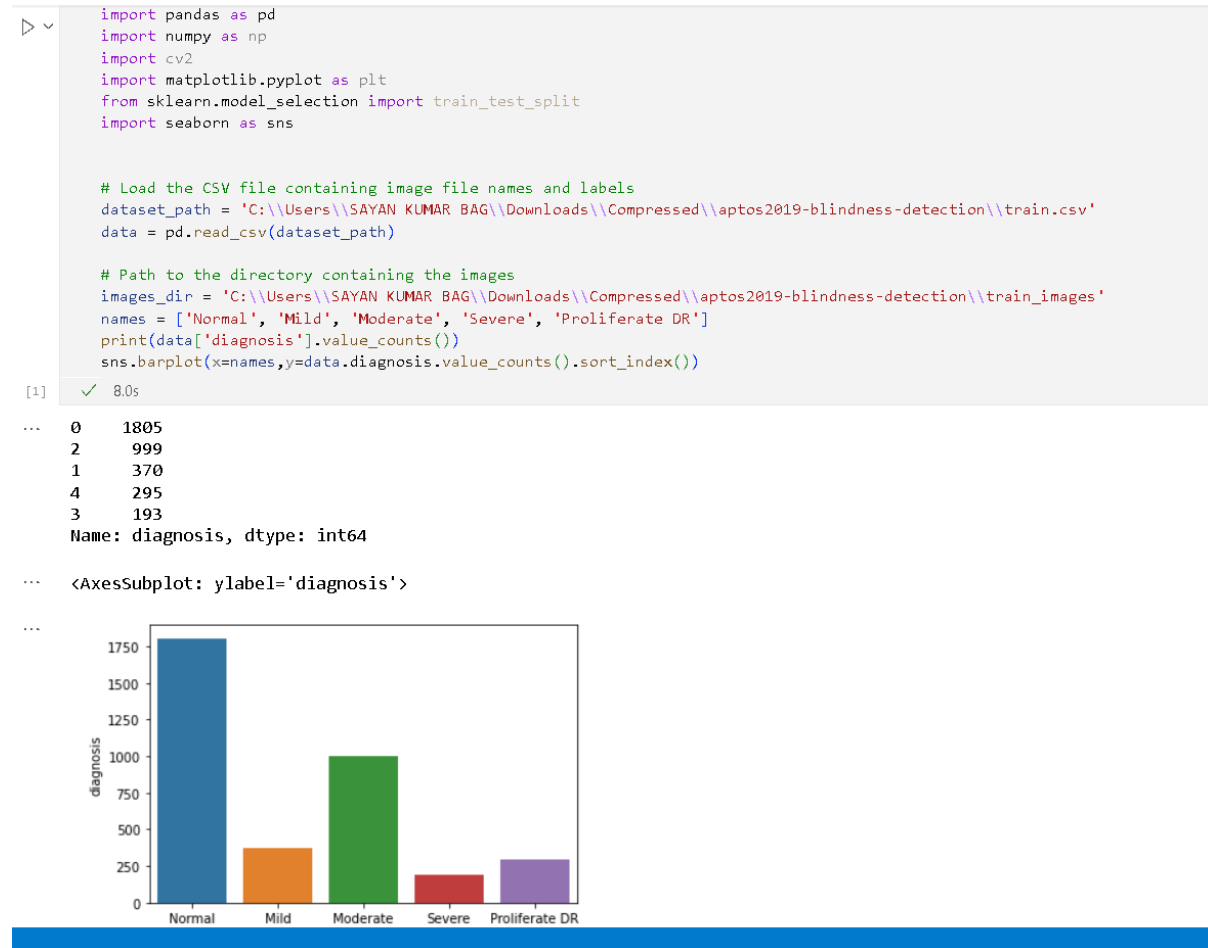 import pandas as pd
import numpy as np
import cv2
import matplotlib.pyplot as plt
from sklearn.model_selection import train_test_split
import seaborn as sns
# Load the CSV file containing image file names and labels
dataset_path = 'C:\\Users\\SAYAN KUMAR BAG\\Downloads\\Compressed\\aptos2019-blindness-detection\\train.csv'
data = pd.read_csv(dataset_path)
# Path to the directory containing the images
images_dir = 'C:\\Users\\SAYAN KUMAR BAG\\Downloads\\Compressed\\aptos2019-blindness-detection\\train_images'
names = ['Normal', 'Mild', 'Moderate', 'Severe', 'Proliferate DR']
print(data['diagnosis'].value_counts())
sns.barplot(x=names,y=data.diagnosis.value_counts().sort_index())
[1] ✓ 8.0s
... 0 1805
2 999
1 370
4 295
3 193
Name: diagnosis, dtype: int64
... <AxesSubplot: ylabel='diagnosis'>
...
1750
1500
1250
1000
750
500
250
0
diagnosis
Normal Mild Moderate Severe Proliferate DR